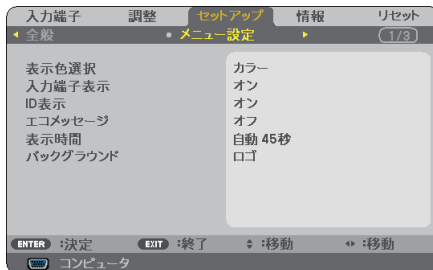 入力端子 調整 セットアップ 情報 リセット
全般 メニュー設定 1/3
表示色選択 カラー
入力端子表示 オン
ID表示 オン
エコメッセージ オフ
表示時間 自動 45秒
バックグラウンド ロゴ
ENTER :決定 EXIT :終了 :移動 :移動
コンピュータ